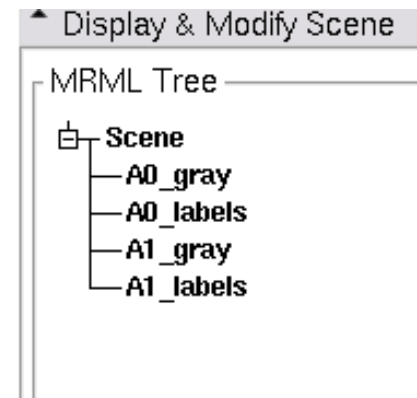 Display & Modify Scene
MRML Tree
Scene
A0_gray
A0_labels
A1_gray
A1_labels